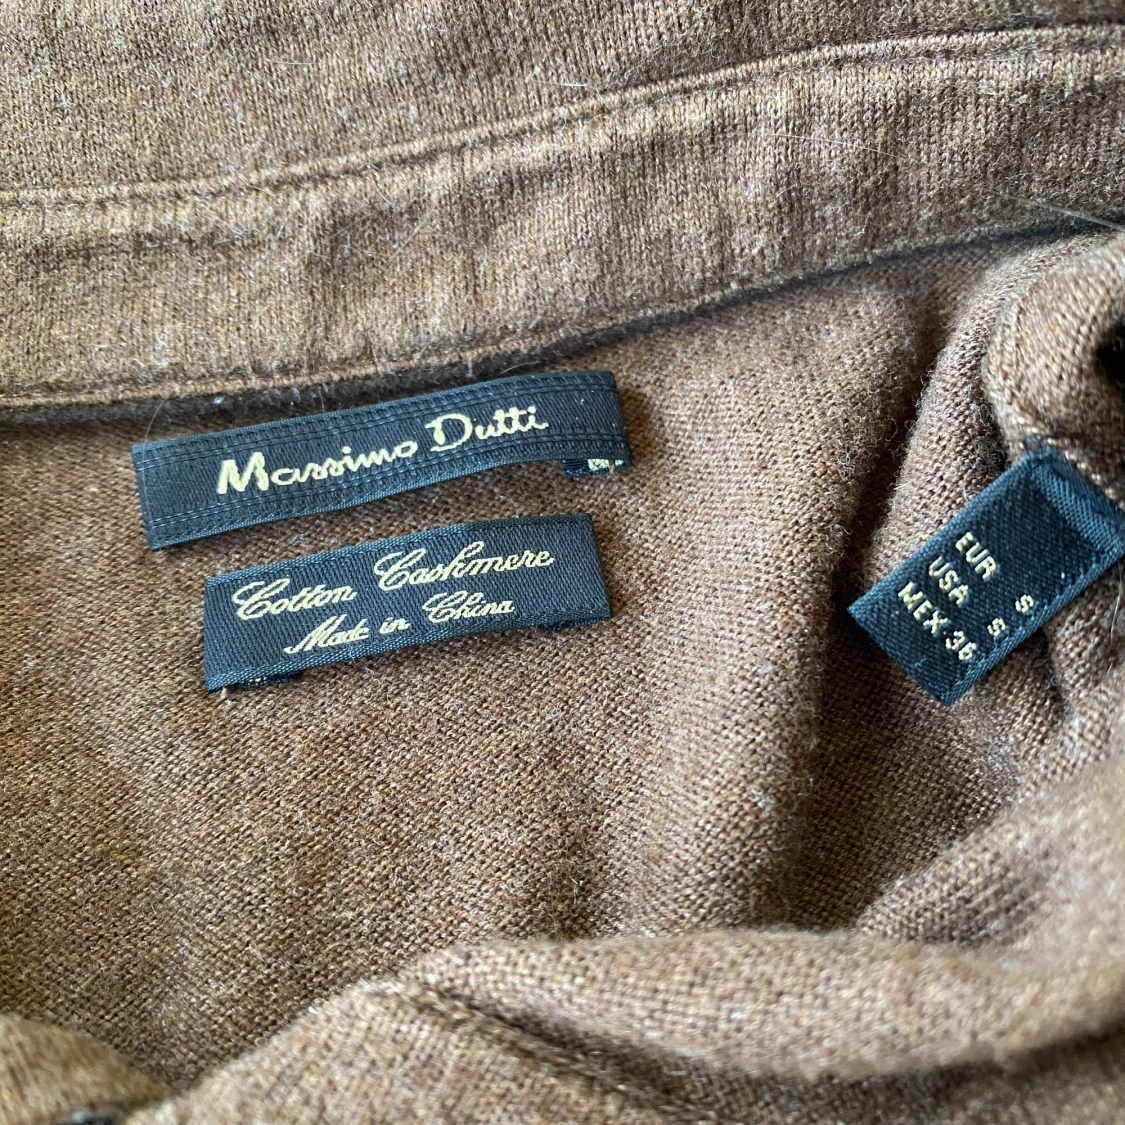 Massimo Dutti
Cotton Cashmere
Made in China
EUR S
USA S
MEX 36